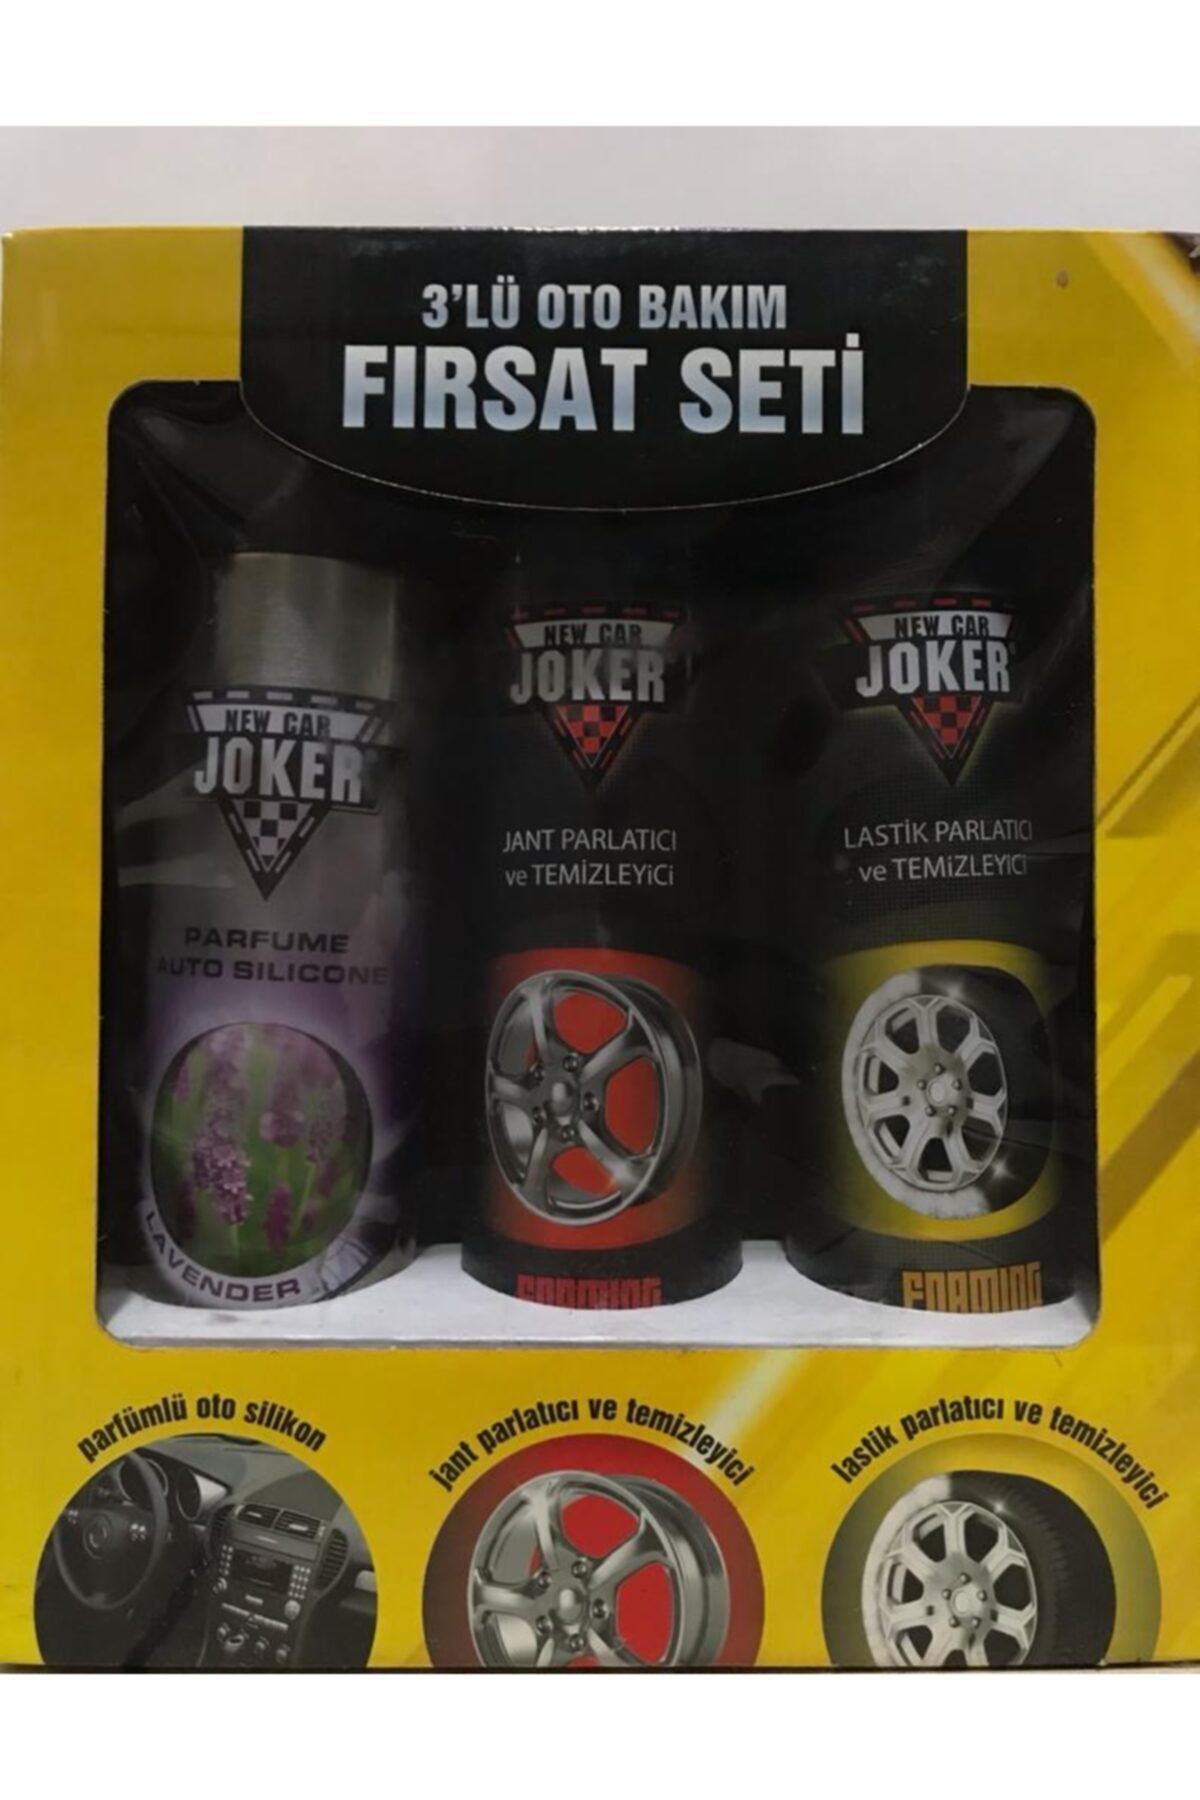 3'LÜ OTO BAKIM
FIRSAT SETİ
NEW CAR
JOKER
PARFUME
AUTO SILICONE
LAVENDER
NEW CAR
JOKER
JANT PARLATICI
ve TEMİZLEYİCİ
FOAMING
NEW CAR
JOKER®
LASTİK PARLATICI
ve TEMİZLEYİCİ
FOAMING
parfümlü oto silikon
jant parlatıcı ve temizleyici
lastik parlatıcı ve temizleyici